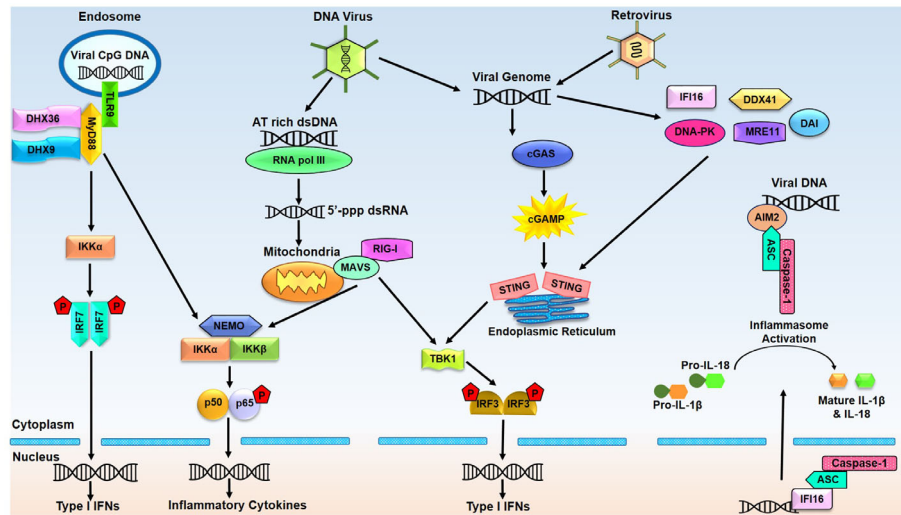 Endosome
Viral CpG DNA
TLR9
DHX36
MyD88
DHX9
IKKα
P
P
IRF7
IRF7
DNA Virus
AT rich dsDNA
RNA pol III
5'-ppp dsRNA
Mitochondria
RIG-I
MAVS
NEMO
IKKα
IKKβ
p50
p65
P
Retrovirus
Viral Genome
cGAS
cGAMP
STING
STING
Endoplasmic Reticulum
TBK1
P
P
IRF3
IRF3
IFI16
DDX41
DNA-PK
MRE11
DAI
Viral DNA
AIM2
ASC
Caspase-1
Inflammasome
Activation
Pro-IL-18
Pro-IL-1β
Mature IL-1β
& IL-18
Cytoplasm
Nucleus
Type I IFNs
Inflammatory Cytokines
Type I IFNs
Caspase-1
ASC
IFI16